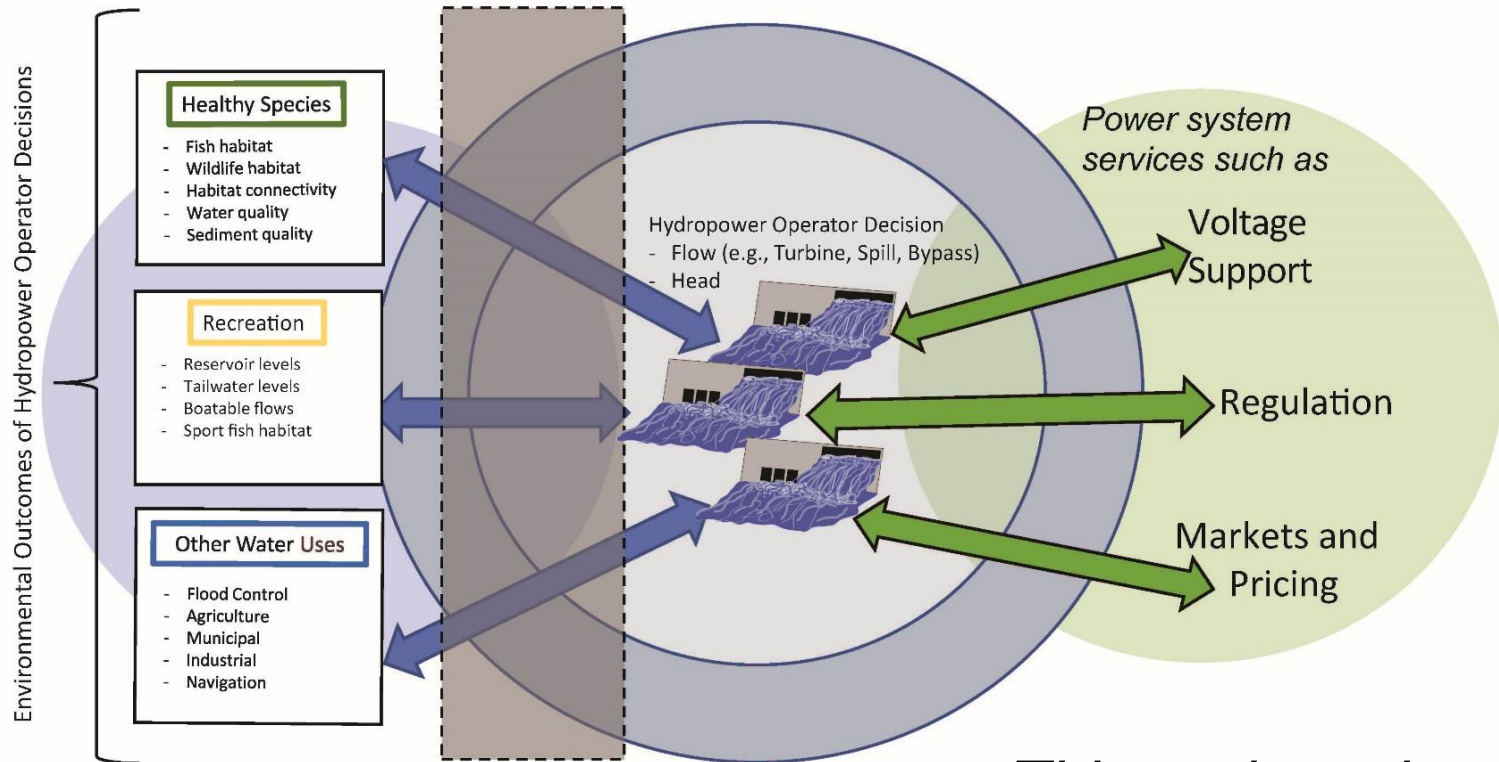 Environmental Outcomes of Hydropower Operator Decisions
Healthy Species
- Fish habitat
- Wildlife habitat
- Habitat connectivity
- Water quality
- Sediment quality
Recreation
- Reservoir levels
- Tailwater levels
- Boatable flows
- Sport fish habitat
Other Water Uses
- Flood Control
- Agriculture
- Municipal
- Industrial
- Navigation
Hydropower Operator Decision
- Flow (e.g., Turbine, Spill, Bypass)
- Head
Power system
services such as
Voltage
Support
Regulation
Markets and
Pricing